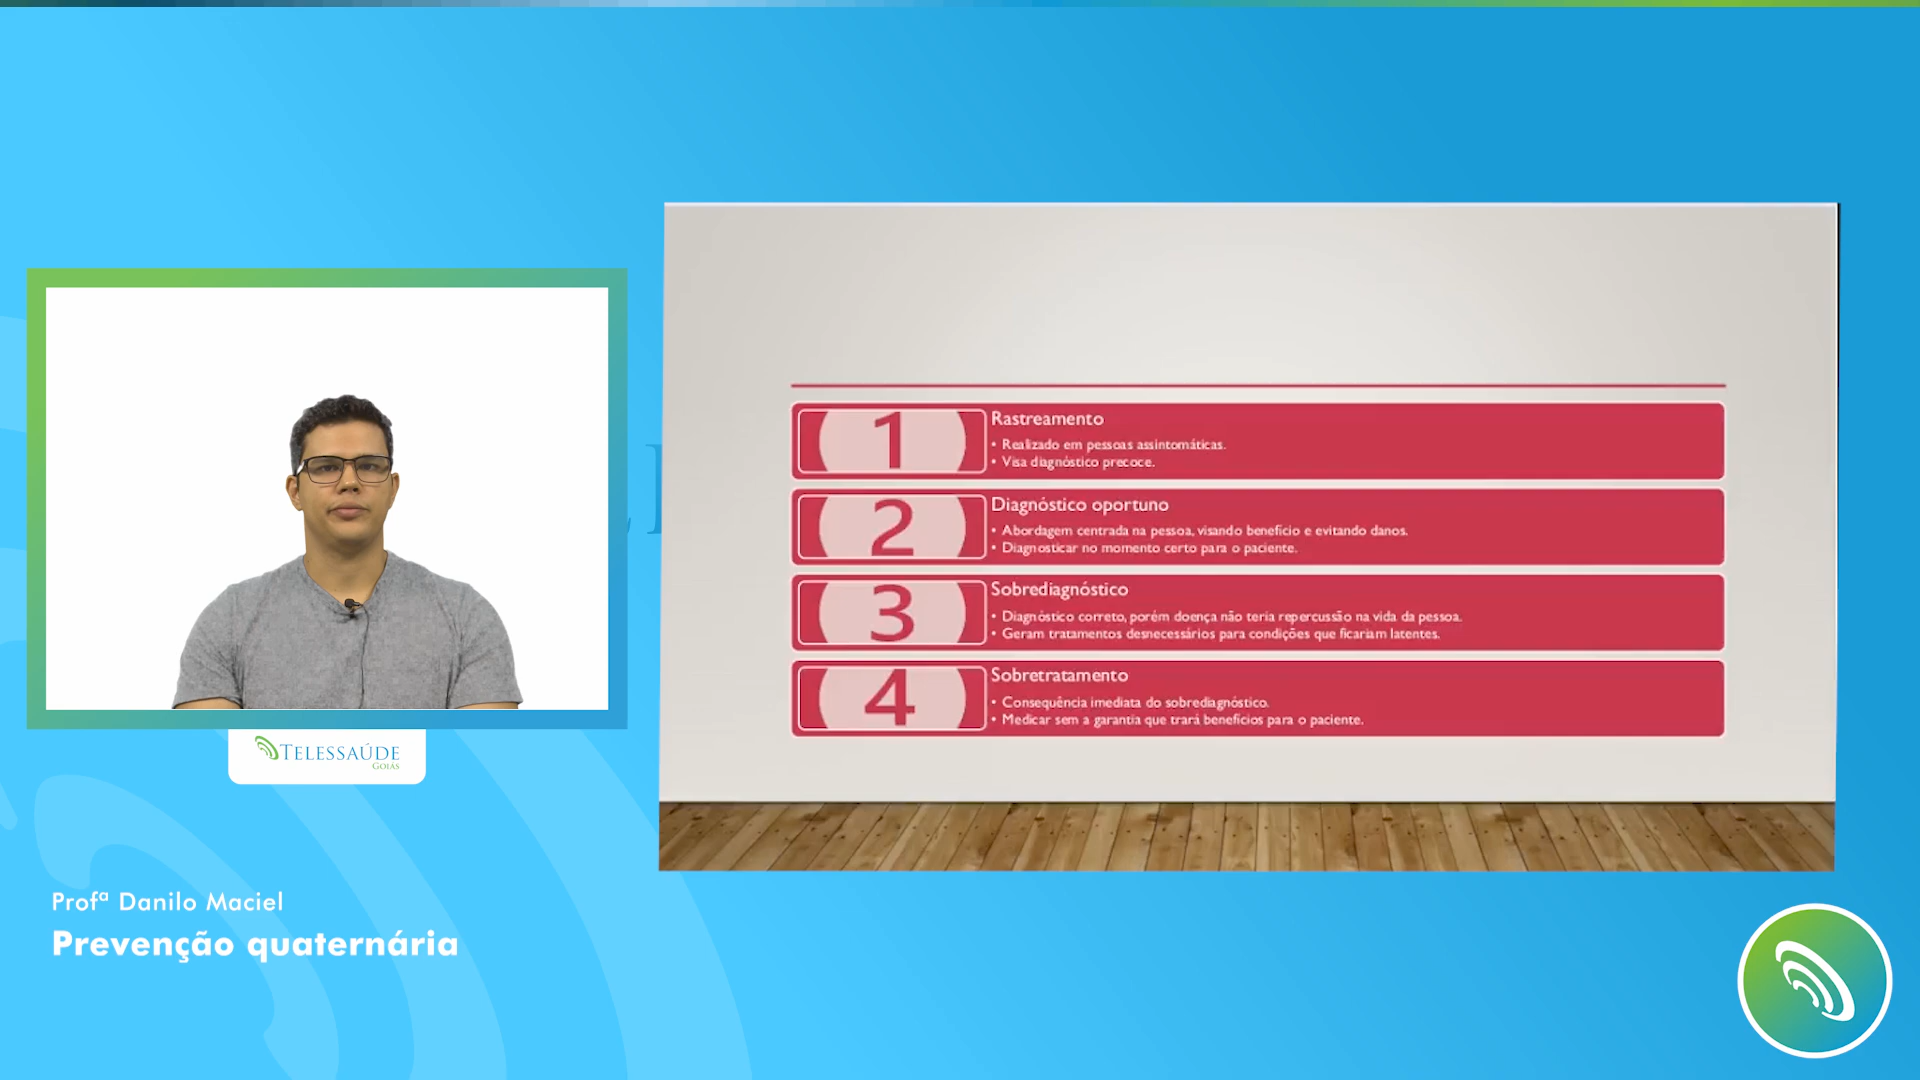 1
Rastreamento
• Realizado em pessoas assintomáticas.
• Visa diagnóstico precoce.
2
Diagnóstico oportuno
• Abordagem centrada na pessoa, visando benefício e evitando danos.
• Diagnosticar no momento certo para o paciente.
3
Sobrediagnóstico
• Diagnóstico correto, porém doença não teria repercussão na vida da pessoa.
• Geram tratamentos desnecessários para condições que ficariam latentes.
4
Sobretratamento
• Consequência imediata do sobrediagnóstico.
• Medicar sem a garantia que trará benefícios para o paciente.
TELESSAÚDE
GOIÁS
Profª Danilo Maciel
Prevenção quaternária